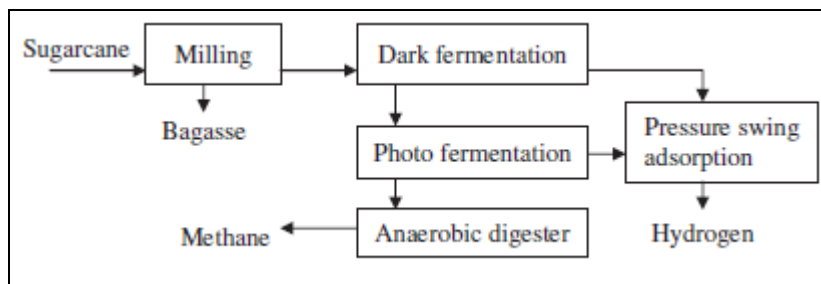 Sugarcane
Milling
Dark fermentation
Bagasse
Photo fermentation
Pressure swing
adsorption
Methane
Anaerobic digester
Hydrogen